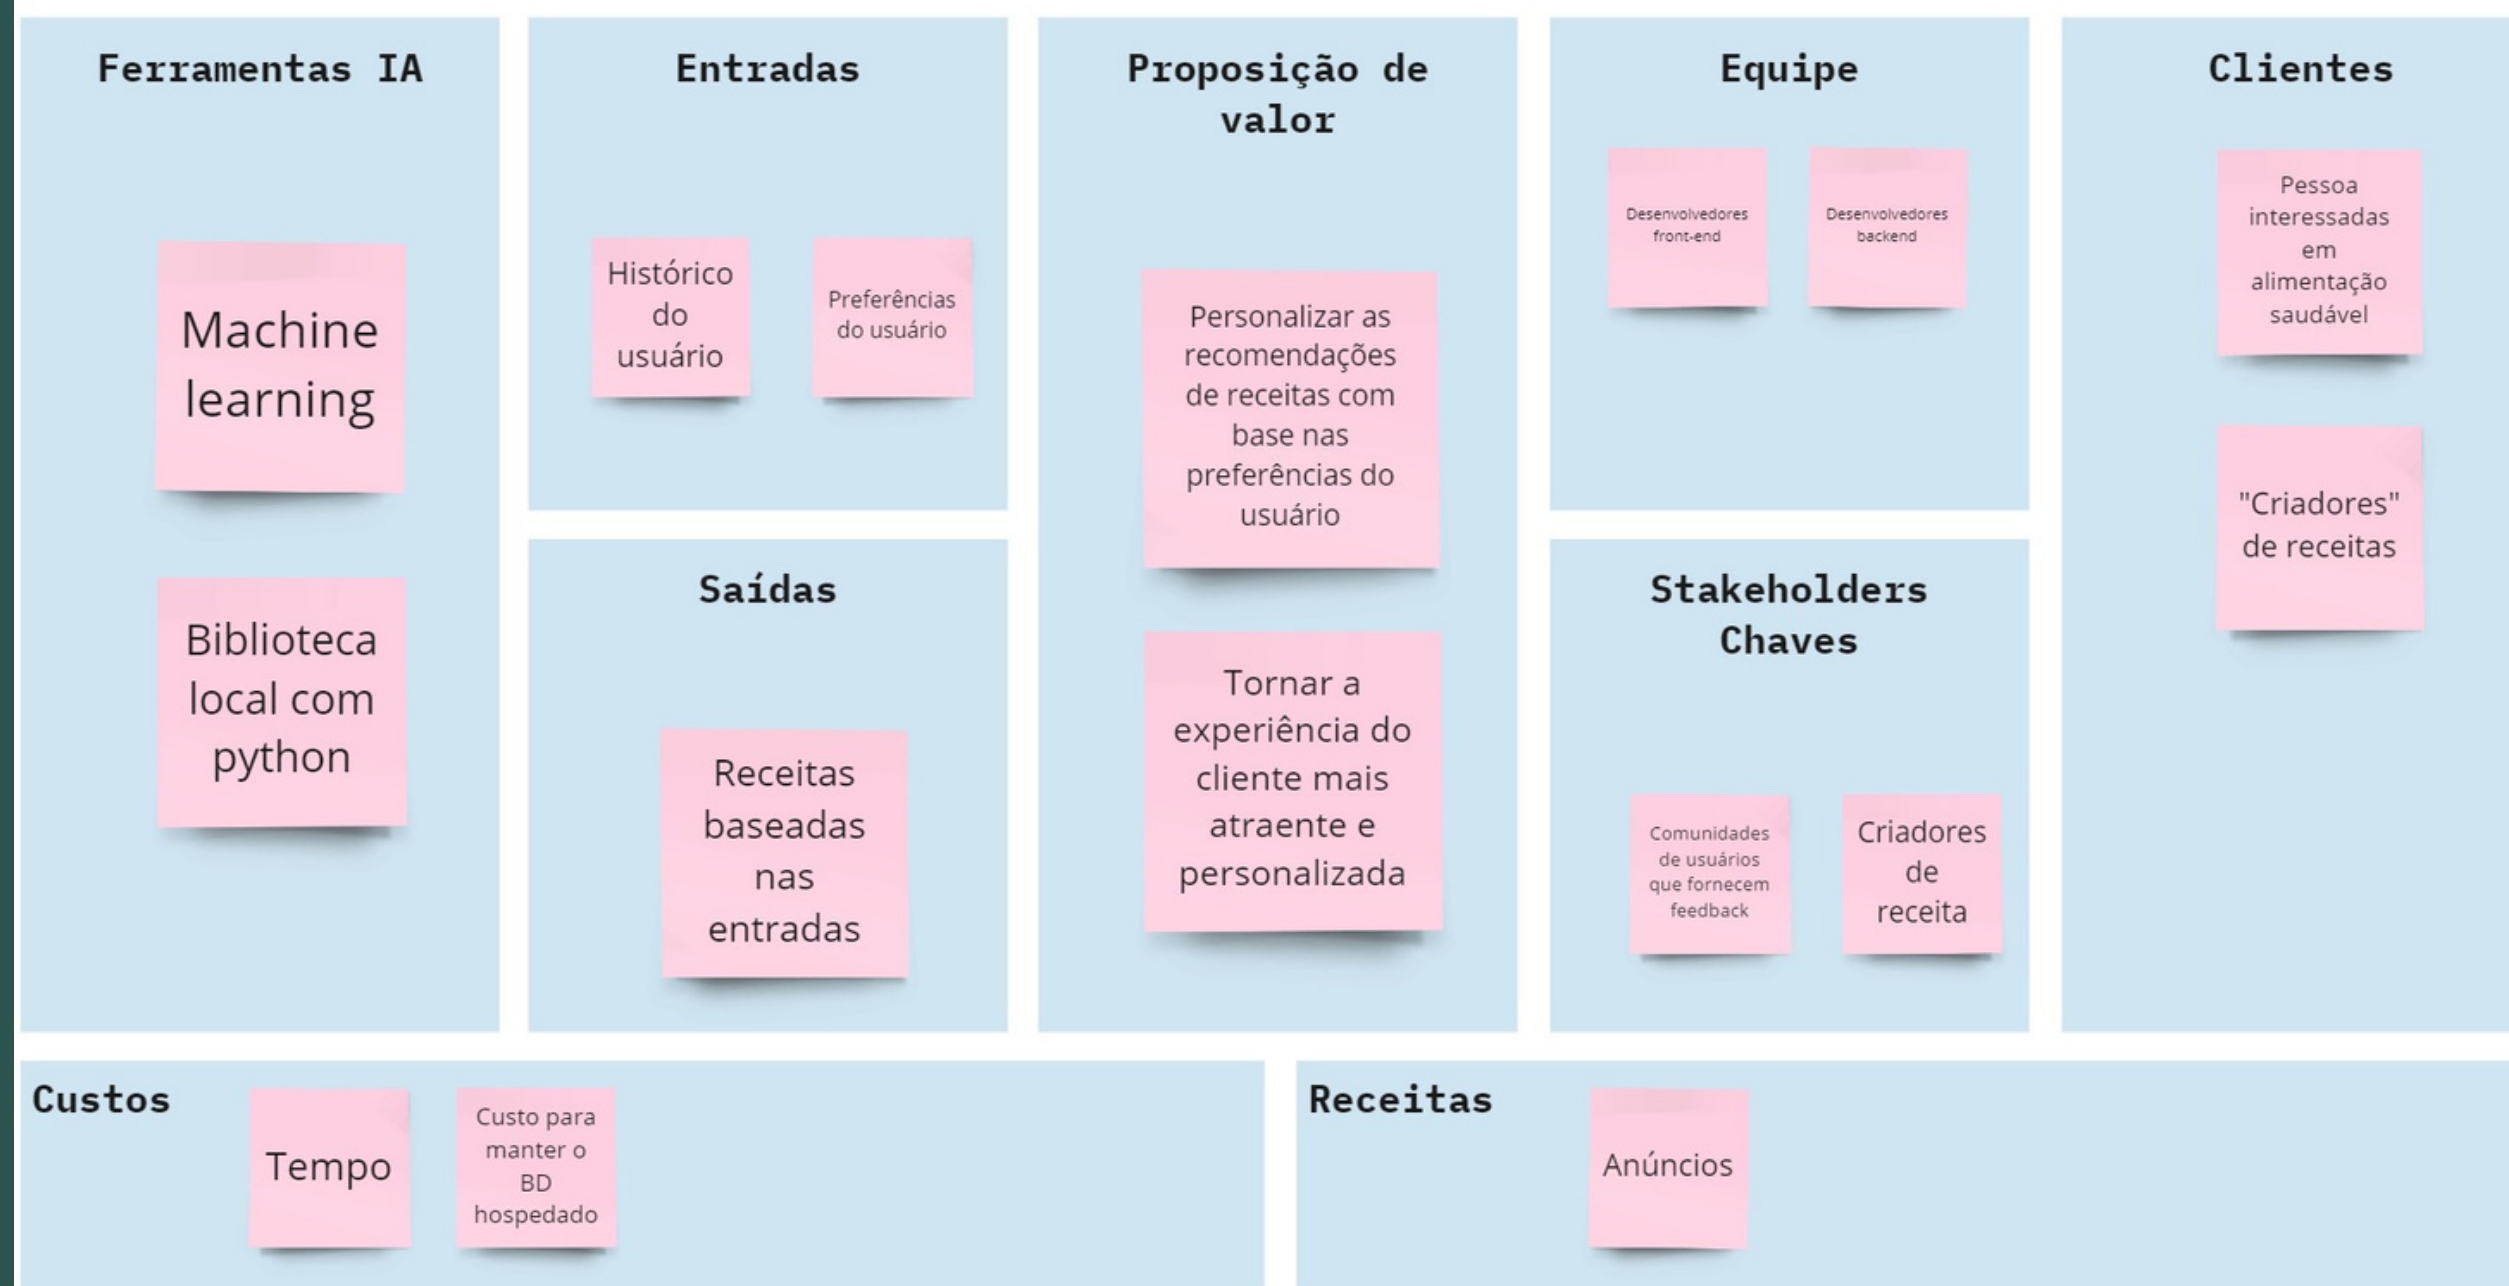 Ferramentas IA
Machine
learning
Biblioteca
local com
python
Entradas
Histórico
do
usuário
Preferências
do usuário
Saídas
Receitas
baseadas
nas
entradas
Proposição de
valor
Personalizar as
recomendações
de receitas com
base nas
preferências do
usuário
Tornar a
experiência do
cliente mais
atraente e
personalizada
Equipe
Desenvolvedores
front-end
Desenvolvedores
backend
Stakeholders
Chaves
Comunidades
de usuários
que fornecem
feedback
Criadores
de
receita
Clientes
Pessoa
interessadas
em
alimentação
saudável
"Criadores"
de receitas
Custos
Tempo
Custo para
manter o
BD
hospedado
Receitas
Anúncios